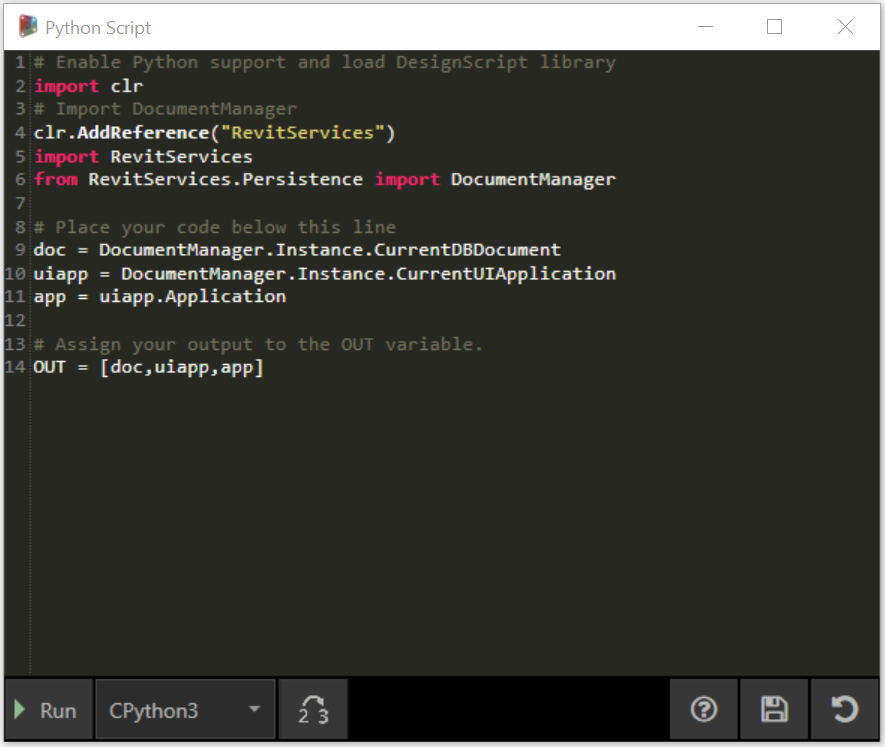 Python Script
1 # Enable Python support and load DesignScript library
2 import clr
3 # Import DocumentManager
4 clr.AddReference("RevitServices")
5 import RevitServices
6 from RevitServices.Persistence import DocumentManager
7
8 # Place your code below this line
9 doc = DocumentManager.Instance.CurrentDBDocument
10 uiapp = DocumentManager.Instance.CurrentUIApplication
11 app = uiapp.Application
12
13 # Assign your output to the OUT variable.
14 OUT = [doc,uiapp,app]
Run CPython3 2 3 ?